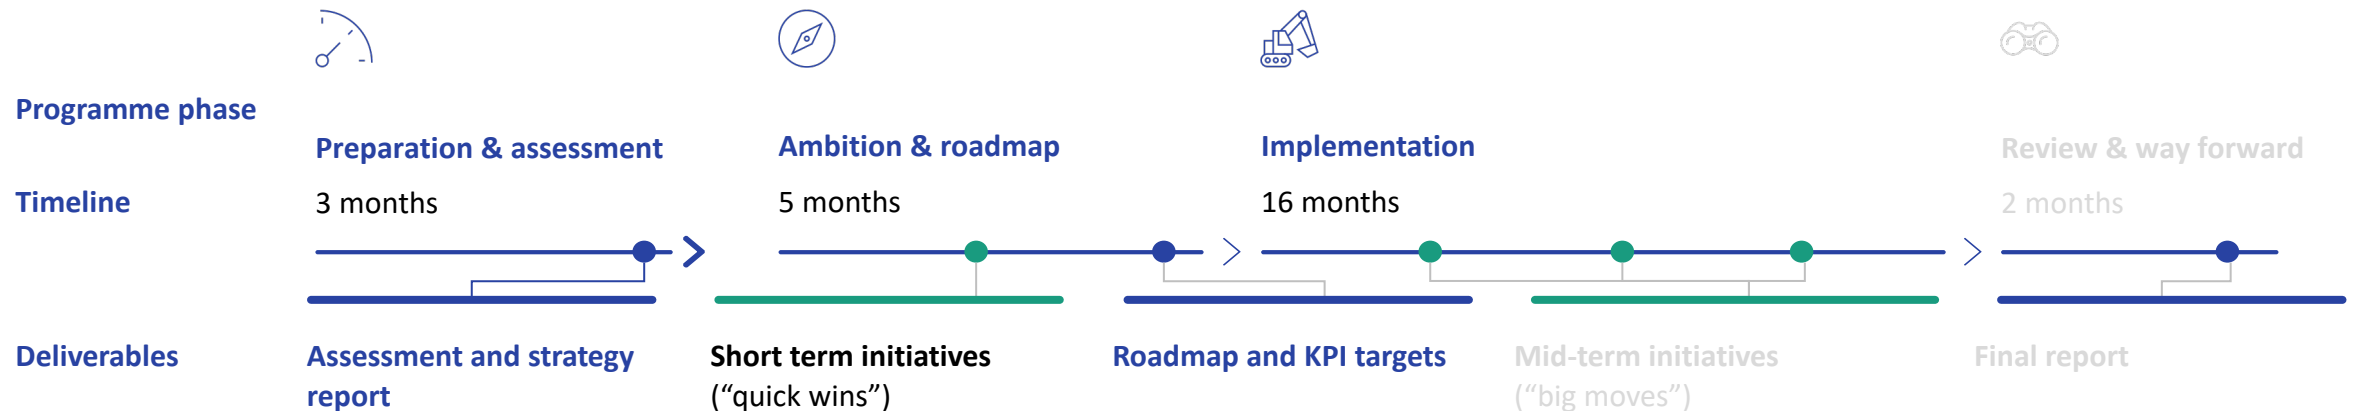 Programme phase
Preparation & assessment
Ambition & roadmap
Implementation
Review & way forward
Timeline
3 months
5 months
16 months
2 months
Deliverables
Assessment and strategy
report
Short term initiatives
(“quick wins”)
Roadmap and KPI targets
Mid-term initiatives
(“big moves”)
Final report